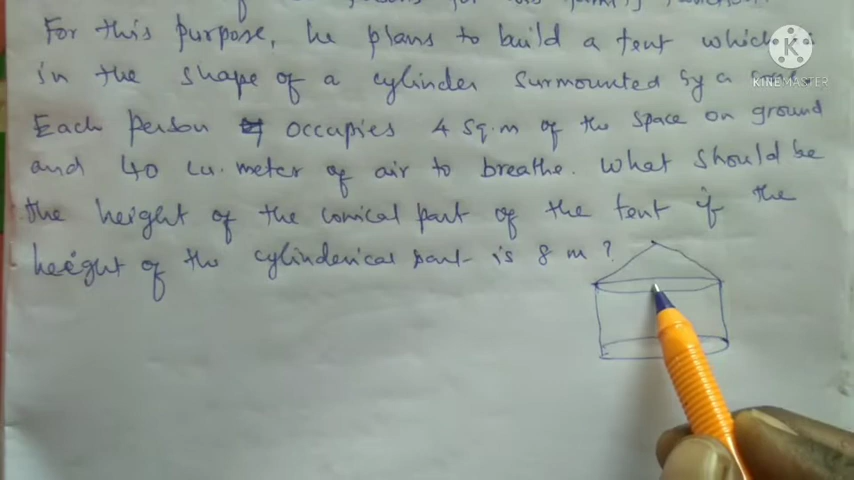 For this purpose, he plans to build a tent which
in the shape of a cylinder surmounted by a
Each person occupies 4 sq.m of the space on ground
and 40 cu. meter of air to breathe. What should be
the height of the conical part of the tent if the
height of the cylinderical part is 8 m ?
K
KINEMASTER